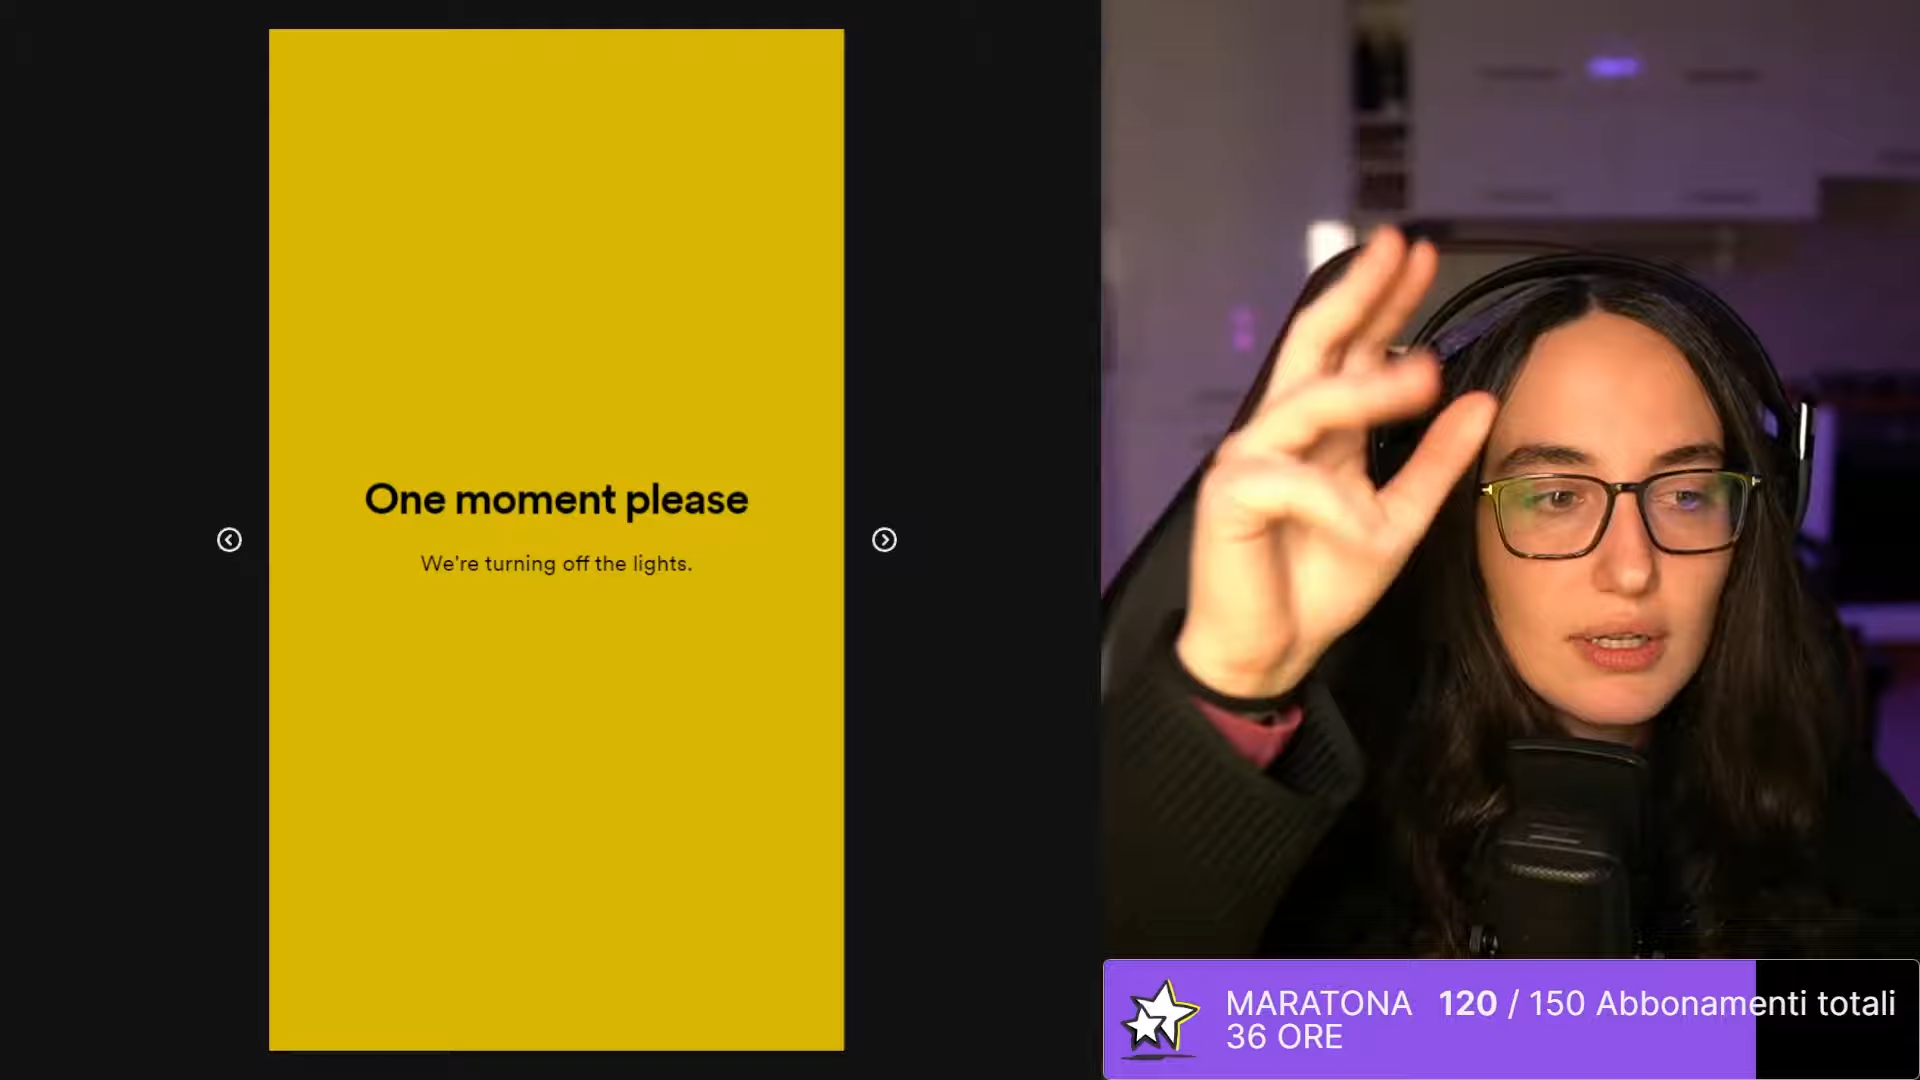 One moment please
We're turning off the lights.
MARATONA 120 / 150 Abbonamenti totali
36 ORE